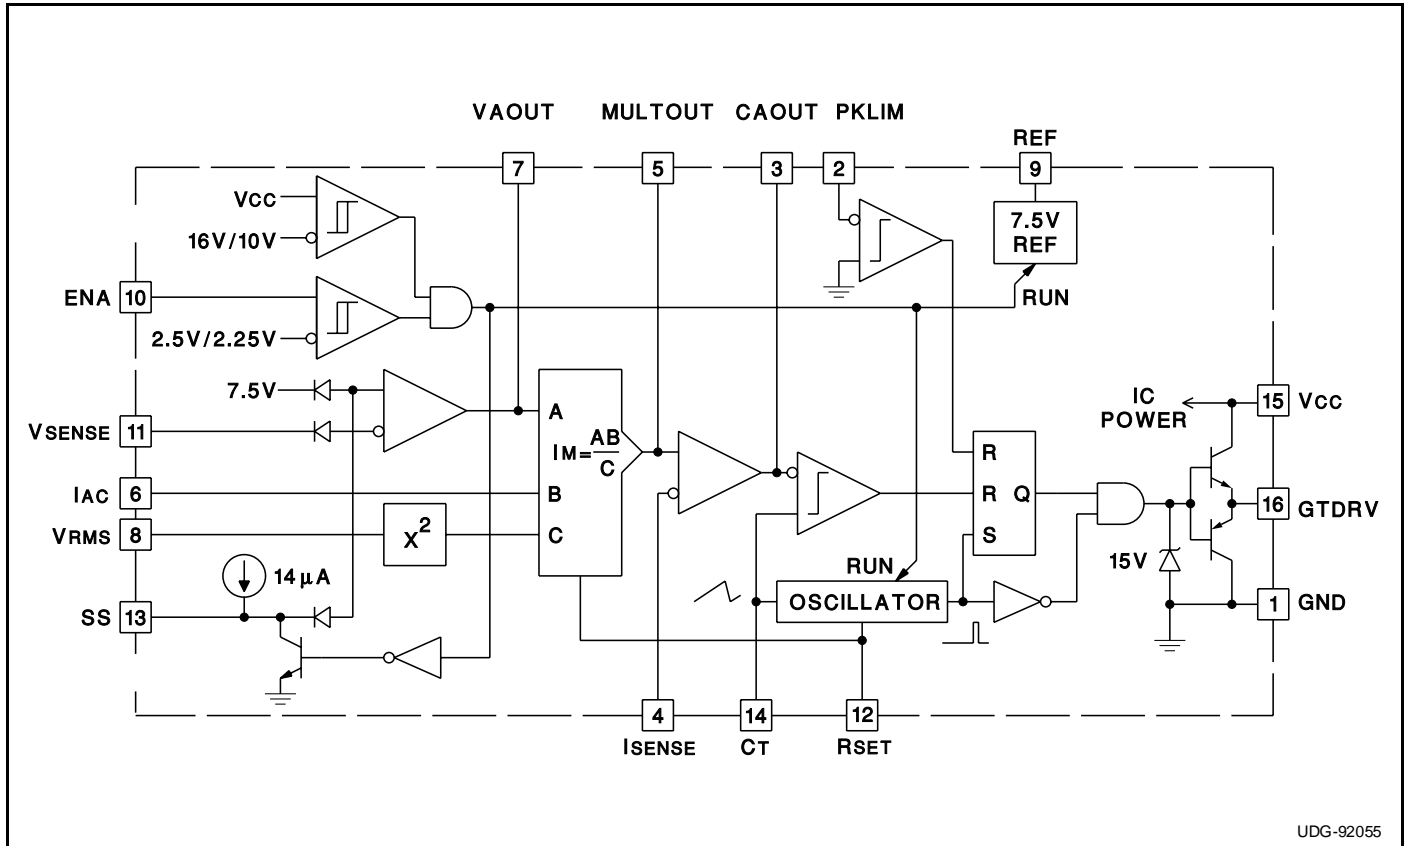 VAOUT MULTOUT CAOUT PKLIM
REF
7 5 3 2 9
VCC
16V/10V
7.5V
REF
ENA 10
RUN
2.5V/2.25V
7.5V
VSENSE 11
A
IM=AB/C
B
C
IAC 6
VRMS 8
X²
IC
POWER
15 VCC
R
R Q
S
16 GTDRV
15V
14µA
RUN
OSCILLATOR
SS 13
1 GND
4 14 12
ISENSE CT RSET
UDG-92055